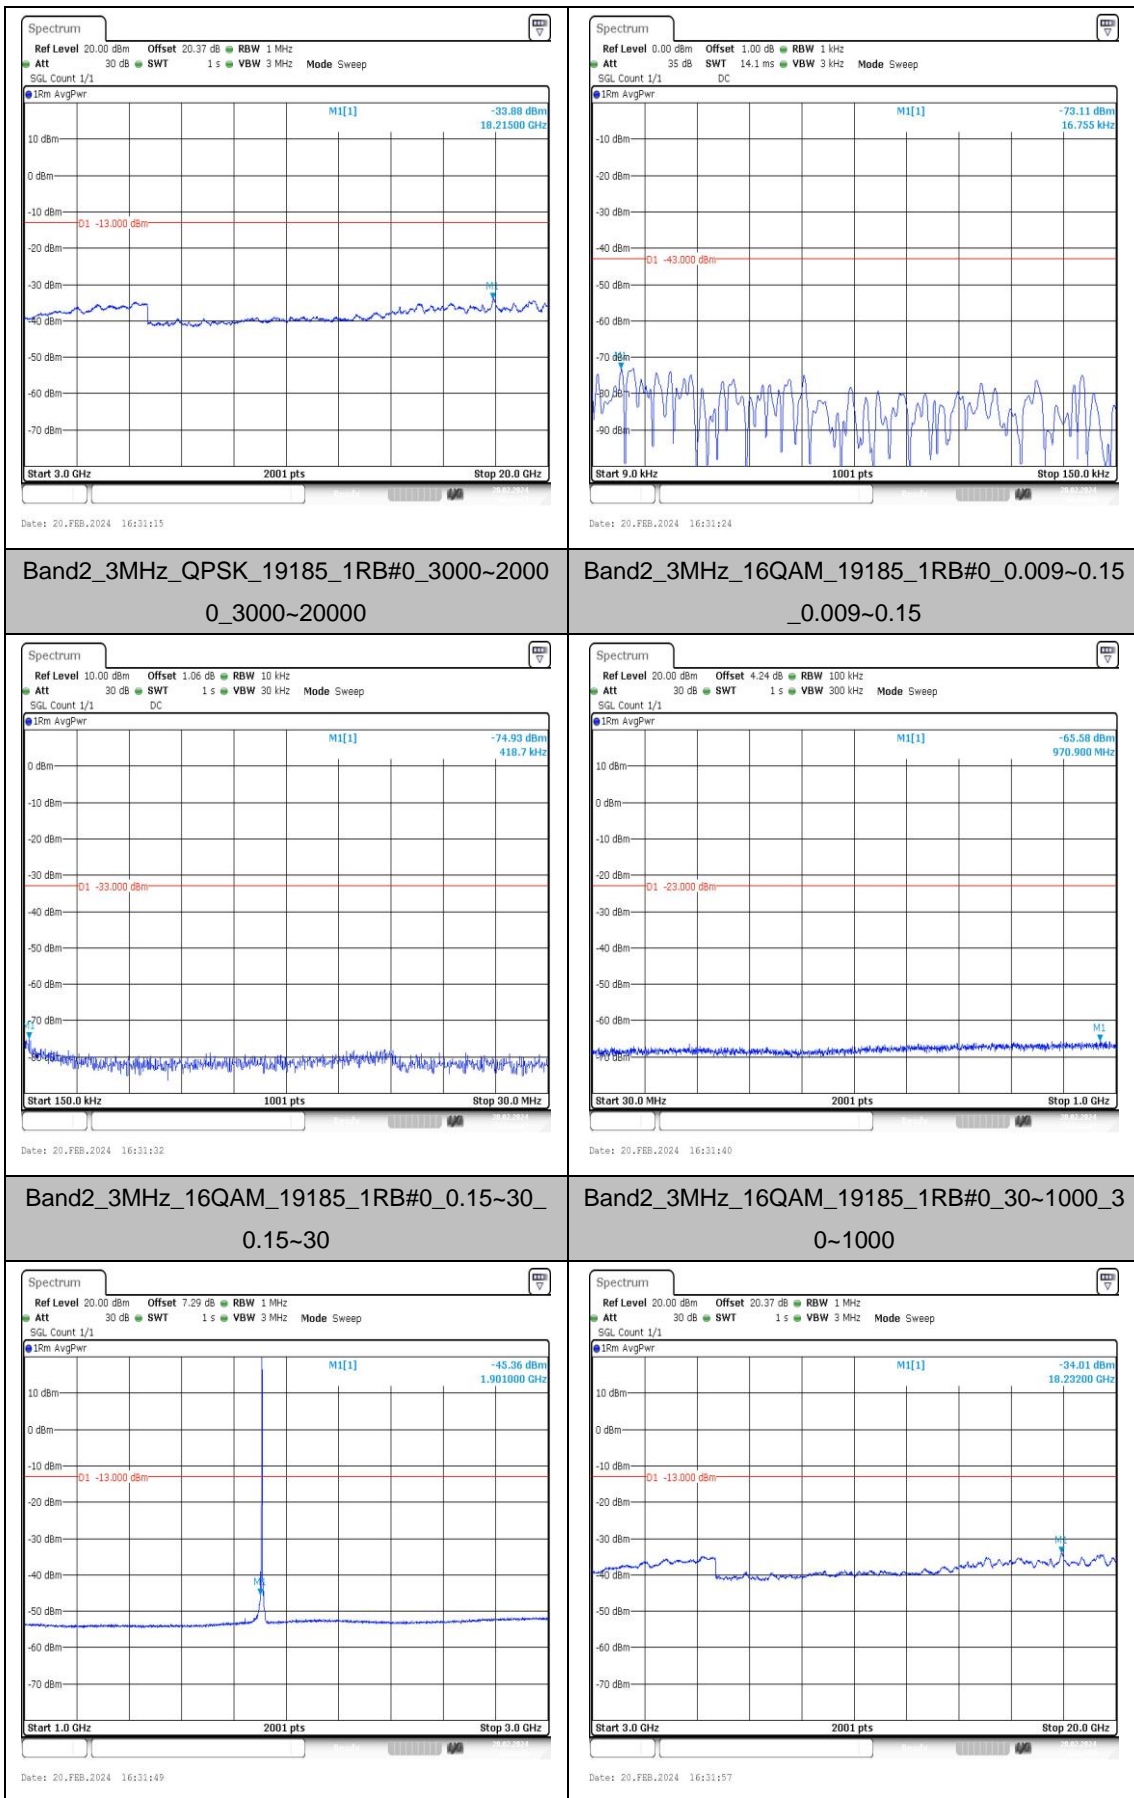 Spectrum
Ref Level 20.00 dBm Offset 20.37 dB RBW 1 MHz
Att 30 dB SWT 1 s VBW 3 MHz Mode Sweep
SGL Count 1/1
1Rm AvgPwr
M1[1] -33.88 dBm
18.21500 GHz
10 dBm
0 dBm
-10 dBm
D1 -13.000 dBm
-20 dBm
-30 dBm
M1
-40 dBm
-50 dBm
-60 dBm
-70 dBm
Start 3.0 GHz 2001 pts Stop 20.0 GHz
Date: 20.FEB.2024 16:31:15
Spectrum
Ref Level 0.00 dBm Offset 1.00 dB RBW 1 kHz
Att 35 dB SWT 14.1 ms VBW 3 kHz Mode Sweep
SGL Count 1/1 DC
1Rm AvgPwr
M1[1] -73.11 dBm
16.755 kHz
-10 dBm
-20 dBm
-30 dBm
-40 dBm
D1 -43.000 dBm
-50 dBm
-60 dBm
-70 dBm
M1
-80 dBm
-90 dBm
Start 9.0 kHz 1001 pts Stop 150.0 kHz
Date: 20.FEB.2024 16:31:24
Band2_3MHz_QPSK_19185_1RB#0_3000~2000
0_3000~20000
Band2_3MHz_16QAM_19185_1RB#0_0.009~0.15
_0.009~0.15
Spectrum
Ref Level 10.00 dBm Offset 1.06 dB RBW 10 kHz
Att 30 dB SWT 1 s VBW 30 kHz Mode Sweep
SGL Count 1/1 DC
1Rm AvgPwr
M1[1] -74.93 dBm
418.7 kHz
0 dBm
-10 dBm
-20 dBm
-30 dBm
D1 -33.000 dBm
-40 dBm
-50 dBm
-60 dBm
-70 dBm
M1
-80 dBm
Start 150.0 kHz 1001 pts Stop 30.0 MHz
Date: 20.FEB.2024 16:31:32
Spectrum
Ref Level 20.00 dBm Offset 4.24 dB RBW 100 kHz
Att 30 dB SWT 1 s VBW 300 kHz Mode Sweep
SGL Count 1/1
1Rm AvgPwr
M1[1] -65.58 dBm
970.900 MHz
10 dBm
0 dBm
-10 dBm
-20 dBm
D1 -23.000 dBm
-30 dBm
-40 dBm
-50 dBm
-60 dBm
M1
-70 dBm
Start 30.0 MHz 2001 pts Stop 1.0 GHz
Date: 20.FEB.2024 16:31:40
Band2_3MHz_16QAM_19185_1RB#0_0.15~30_
0.15~30
Band2_3MHz_16QAM_19185_1RB#0_30~1000_3
0~1000
Spectrum
Ref Level 20.00 dBm Offset 7.29 dB RBW 1 MHz
Att 30 dB SWT 1 s VBW 3 MHz Mode Sweep
SGL Count 1/1
1Rm AvgPwr
M1[1] -45.36 dBm
1.901000 GHz
10 dBm
0 dBm
-10 dBm
D1 -13.000 dBm
-20 dBm
-30 dBm
-40 dBm
M1
-50 dBm
-60 dBm
-70 dBm
Start 1.0 GHz 2001 pts Stop 3.0 GHz
Date: 20.FEB.2024 16:31:49
Spectrum
Ref Level 20.00 dBm Offset 20.37 dB RBW 1 MHz
Att 30 dB SWT 1 s VBW 3 MHz Mode Sweep
SGL Count 1/1
1Rm AvgPwr
M1[1] -34.01 dBm
18.23200 GHz
10 dBm
0 dBm
-10 dBm
D1 -13.000 dBm
-20 dBm
-30 dBm
M1
-40 dBm
-50 dBm
-60 dBm
-70 dBm
Start 3.0 GHz 2001 pts Stop 20.0 GHz
Date: 20.FEB.2024 16:31:57